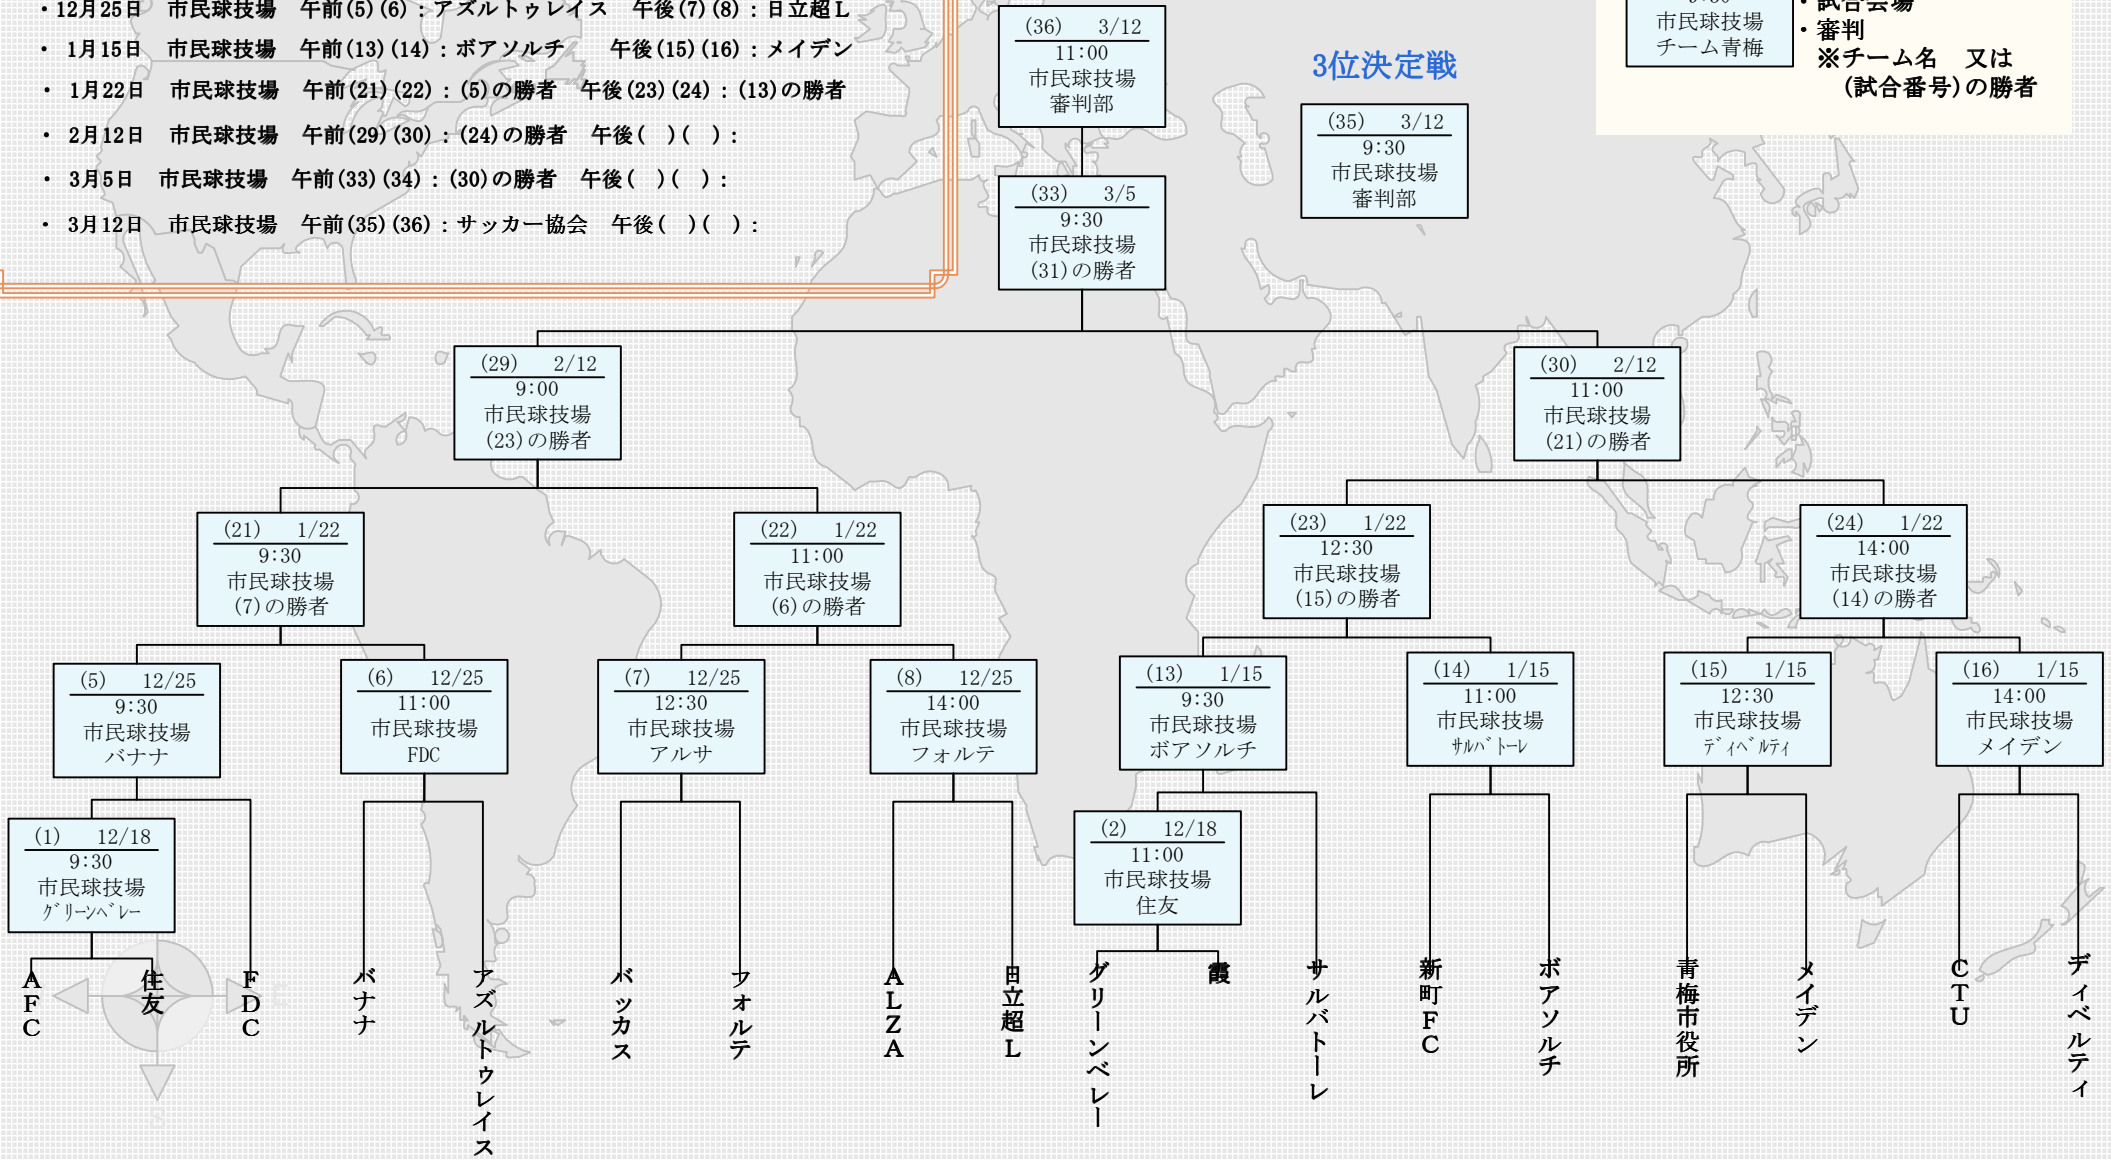 ・12月25日　市民球技場　午前(5)(6)：アズルトゥレイス　午後(7)(8)：日立超L
・ 1月15日　市民球技場　午前(13)(14)：ボアソルチ　　午後(15)(16)：メイデン
・ 1月22日　市民球技場　午前(21)(22)：(5)の勝者　午後(23)(24)：(13)の勝者
・ 2月12日　市民球技場　午前(29)(30)：(24)の勝者　午後(　)(　)：
・ 3月5日　市民球技場　午前(33)(34)：(30)の勝者　午後(　)(　)：
・ 3月12日　市民球技場　午前(35)(36)：サッカー協会　午後(　)(　)：
市民球技場
チーム青梅
・試合会場
・審判
※チーム名　又は
(試合番号)の勝者
(36)　3/12
11:00
市民球技場
審判部
3位決定戦
(35)　3/12
9:30
市民球技場
審判部
(33)　3/5
9:30
市民球技場
(31)の勝者
(29)　2/12
9:00
市民球技場
(23)の勝者
(30)　2/12
11:00
市民球技場
(21)の勝者
(21)　1/22
9:30
市民球技場
(7)の勝者
(22)　1/22
11:00
市民球技場
(6)の勝者
(23)　1/22
12:30
市民球技場
(15)の勝者
(24)　1/22
14:00
市民球技場
(14)の勝者
(5)　12/25
9:30
市民球技場
バナナ
(6)　12/25
11:00
市民球技場
FDC
(7)　12/25
12:30
市民球技場
アルサ
(8)　12/25
14:00
市民球技場
フォルテ
(13)　1/15
9:30
市民球技場
ボアソルチ
(14)　1/15
11:00
市民球技場
ｻﾙﾊﾞﾄｰﾚ
(15)　1/15
12:30
市民球技場
ﾃﾞｨﾍﾞﾙﾃｨ
(16)　1/15
14:00
市民球技場
メイデン
(1)　12/18
9:30
市民球技場
ｸﾞﾘｰﾝﾍﾞﾚｰ
(2)　12/18
11:00
市民球技場
住友
AFC
住友
FDC
バナナ
アズルトゥレイス
バッカス
フォルテ
ALZA
日立超L
グリーンベレー
霞
サルバトーレ
新町FC
ボアソルチ
青梅市役所
メイデン
CTU
ディベルティ
E
S